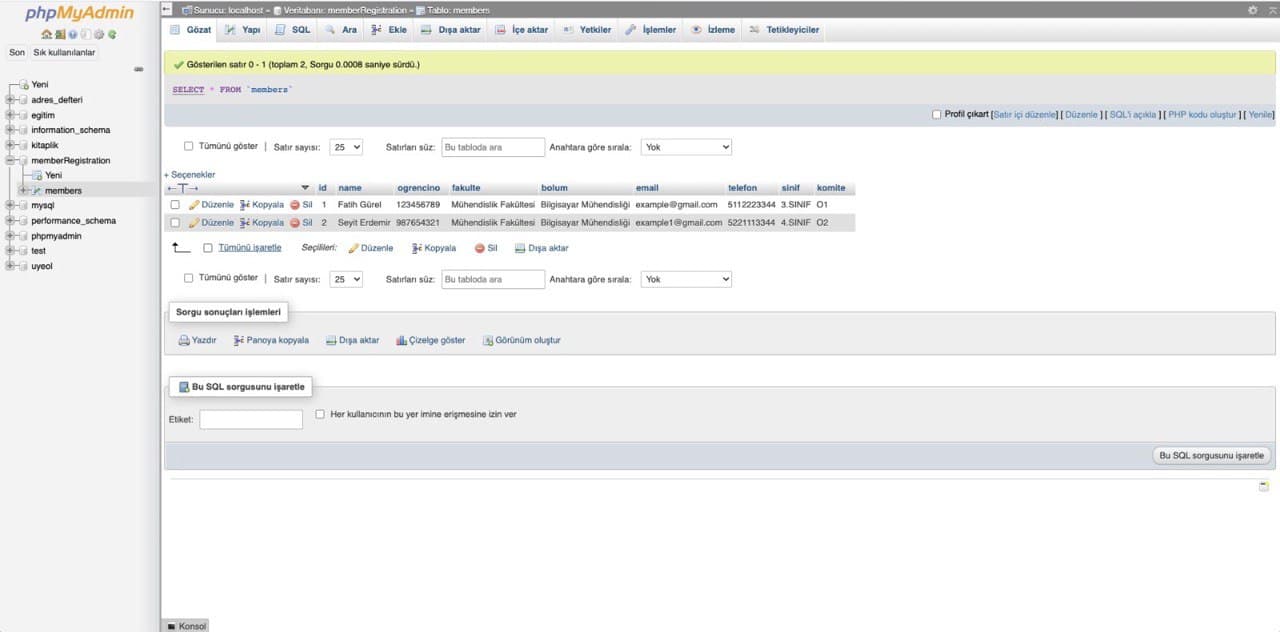 phpMyAdmin
Son Sık kullanılanlar
Yeni
adres_defteri
egitim
information_schema
kitaplik
memberRegistration
Yeni
members
mysql
performance_schema
phpmyadmin
test
uyeol
Sunucu: localhost » Veritabanı: memberRegistration » Tablo: members
Gözat Yapı SQL Ara Ekle Dışa aktar İçe aktar Yetkiler İşlemler İzleme Tetikleyiciler
Gösterilen satır 0 - 1 (toplam 2, Sorgu 0.0008 saniye sürdü.)
SELECT * FROM `members`
Profil çıkart [Satır içi düzenle] [ Düzenle ] [ SQL'i açıkla ] [ PHP kodu oluştur ] [ Yenile]
Tümünü göster | Satır sayısı: 25 Satırları süz: Bu tabloda ara Anahtara göre sırala: Yok
+ Seçenekler
←T→ id name ogrencino fakulte bolum email telefon sinif komite
Düzenle Kopyala Sil 1 Fatih Gürel 123456789 Mühendislik Fakültesi Bilgisayar Mühendisliği example@gmail.com 5112223344 3.SINIF O1
Düzenle Kopyala Sil 2 Seyit Erdemir 987654321 Mühendislik Fakültesi Bilgisayar Mühendisliği example1@gmail.com 5221113344 4.SINIF O2
Tümünü işaretle Seçilileri: Düzenle Kopyala Sil Dışa aktar
Tümünü göster | Satır sayısı: 25 Satırları süz: Bu tabloda ara Anahtara göre sırala: Yok
Sorgu sonuçları işlemleri
Yazdır Panoya kopyala Dışa aktar Çizelge göster Görünüm oluştur
Bu SQL sorgusunu işaretle
Etiket: Her kullanıcının bu yer imine erişmesine izin ver
Bu SQL sorgusunu işaretle
Konsol